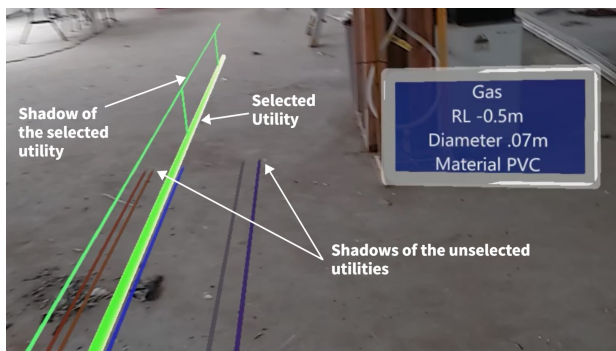 Shadow of
the selected
utility
Selected
Utility
Gas
RL -0.5m
Diameter .07m
Material PVC
Shadows of the unselected
utilities